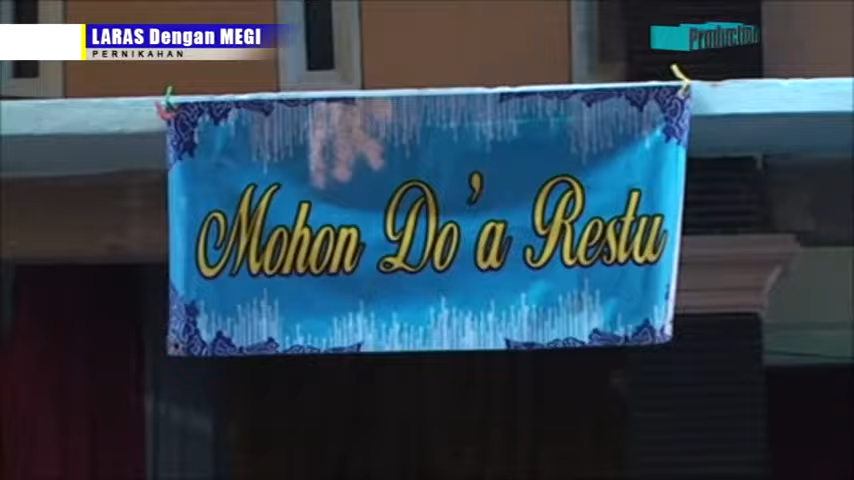 LARAS Dengan MEGI
PERNIKAHAN
Production
Mohon Do'a Restu